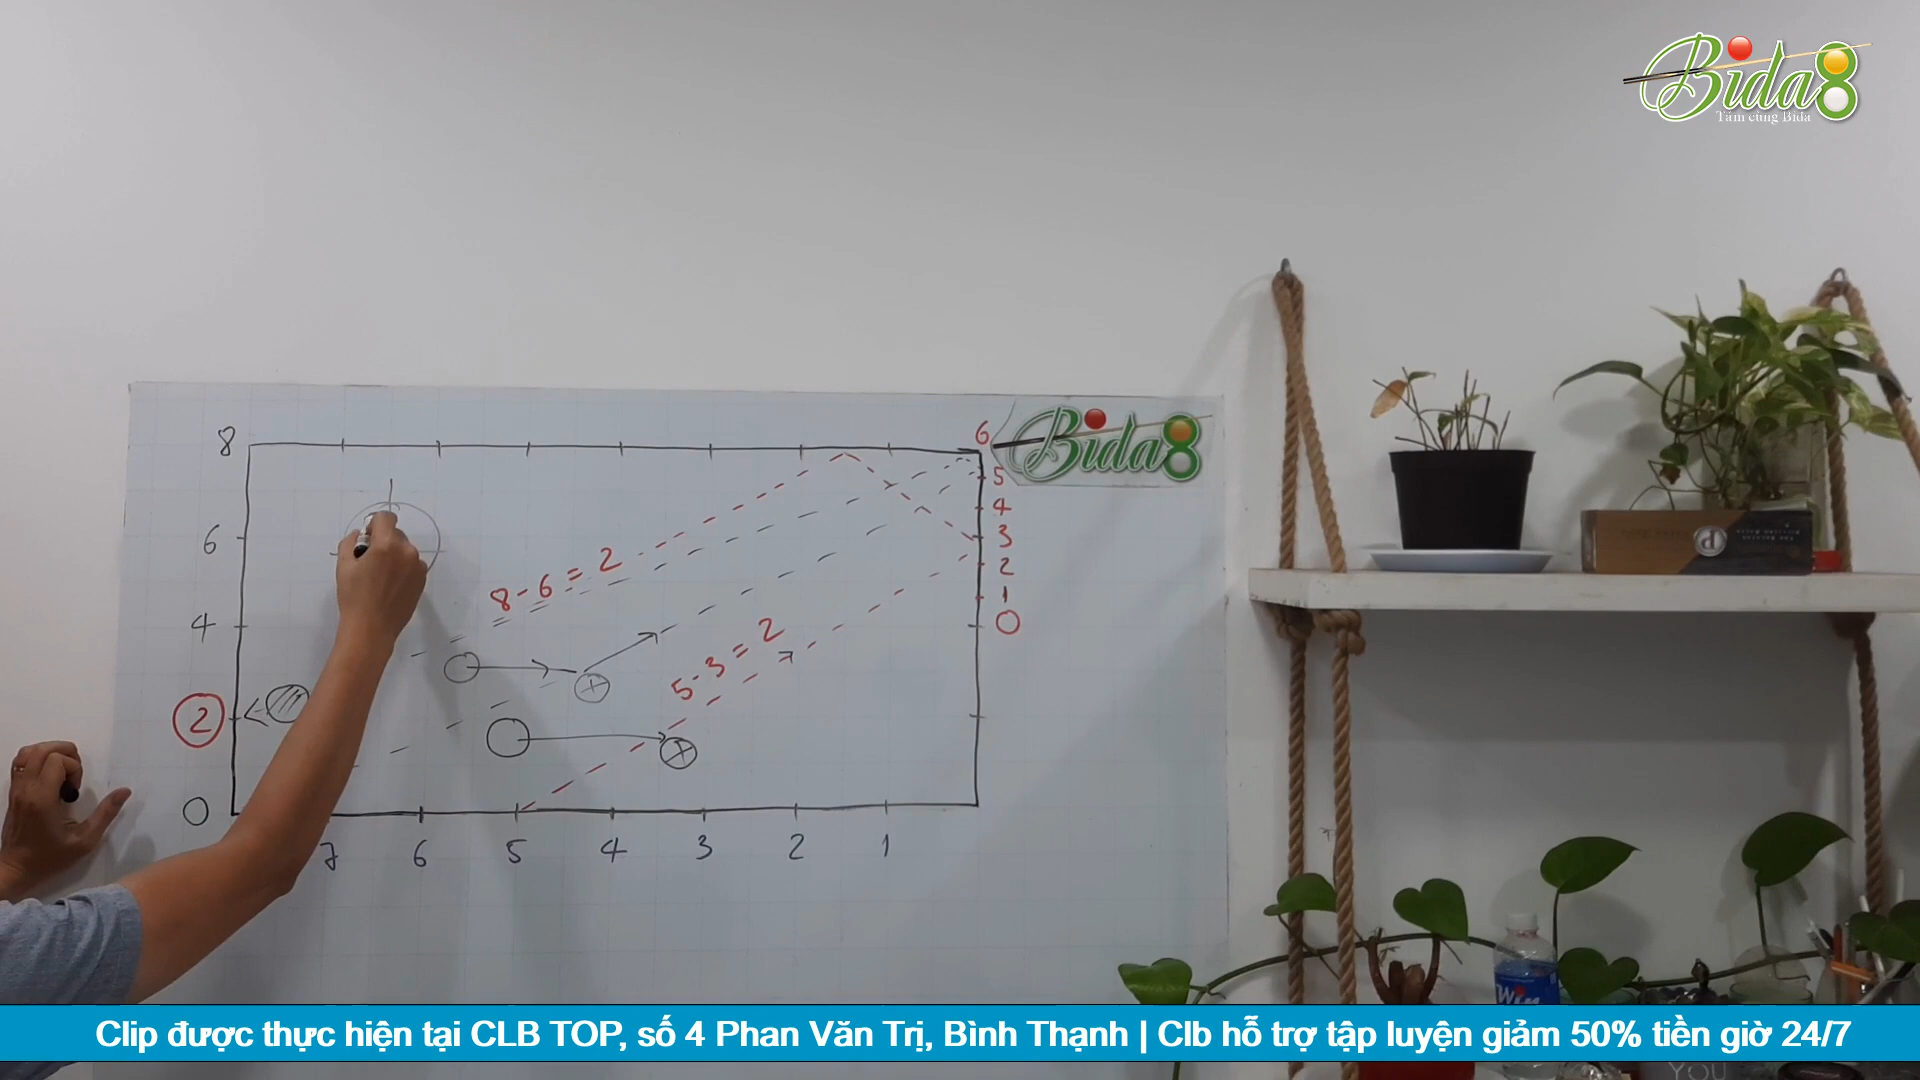 Bida8
Tâm cùng Bida
8
6
Bida8
5
4
3
2
1
0
6
4
2
0
8-6=2
5-3=2
7 6 5 4 3 2 1
YOU
Clip được thực hiện tại CLB TOP, số 4 Phan Văn Trị, Bình Thạnh | Clb hỗ trợ tập luyện giảm 50% tiền giờ 24/7